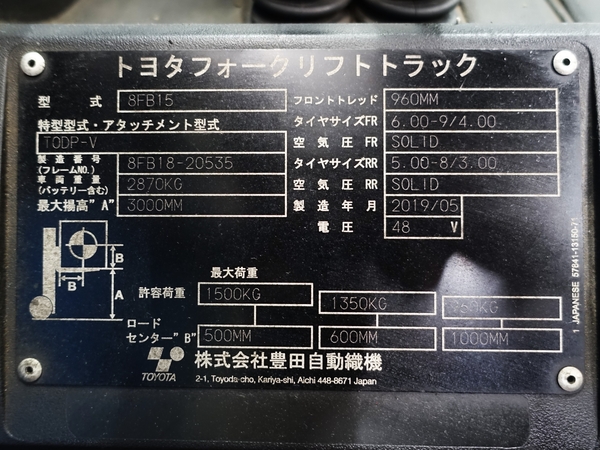 トヨタフォークリフトトラック
型式 8FB15 フロントトレッド 960MM
特型型式・アタッチメント型式 タイヤサイズFR 6.00-9/4.00
TODP-V 空気圧FR SOLID
製造番号(フレームNO.) 8FB18-20535 タイヤサイズRR 5.00-8/3.00
車両重量(バッテリー含む) 2870KG 空気圧RR SOLID
最大揚高"A" 3000MM 製造年月 2019/05
電圧 48 V
B
B
A
最大荷重
許容荷重 1500KG 1350KG
ロードセンター"B" 500MM 600MM 1000MM
TOYOTA 株式会社豊田自動織機
2-1, Toyoda-cho, Kariya-shi, Aichi 448-8671 Japan
1 JAPANESE 57841-13150-71